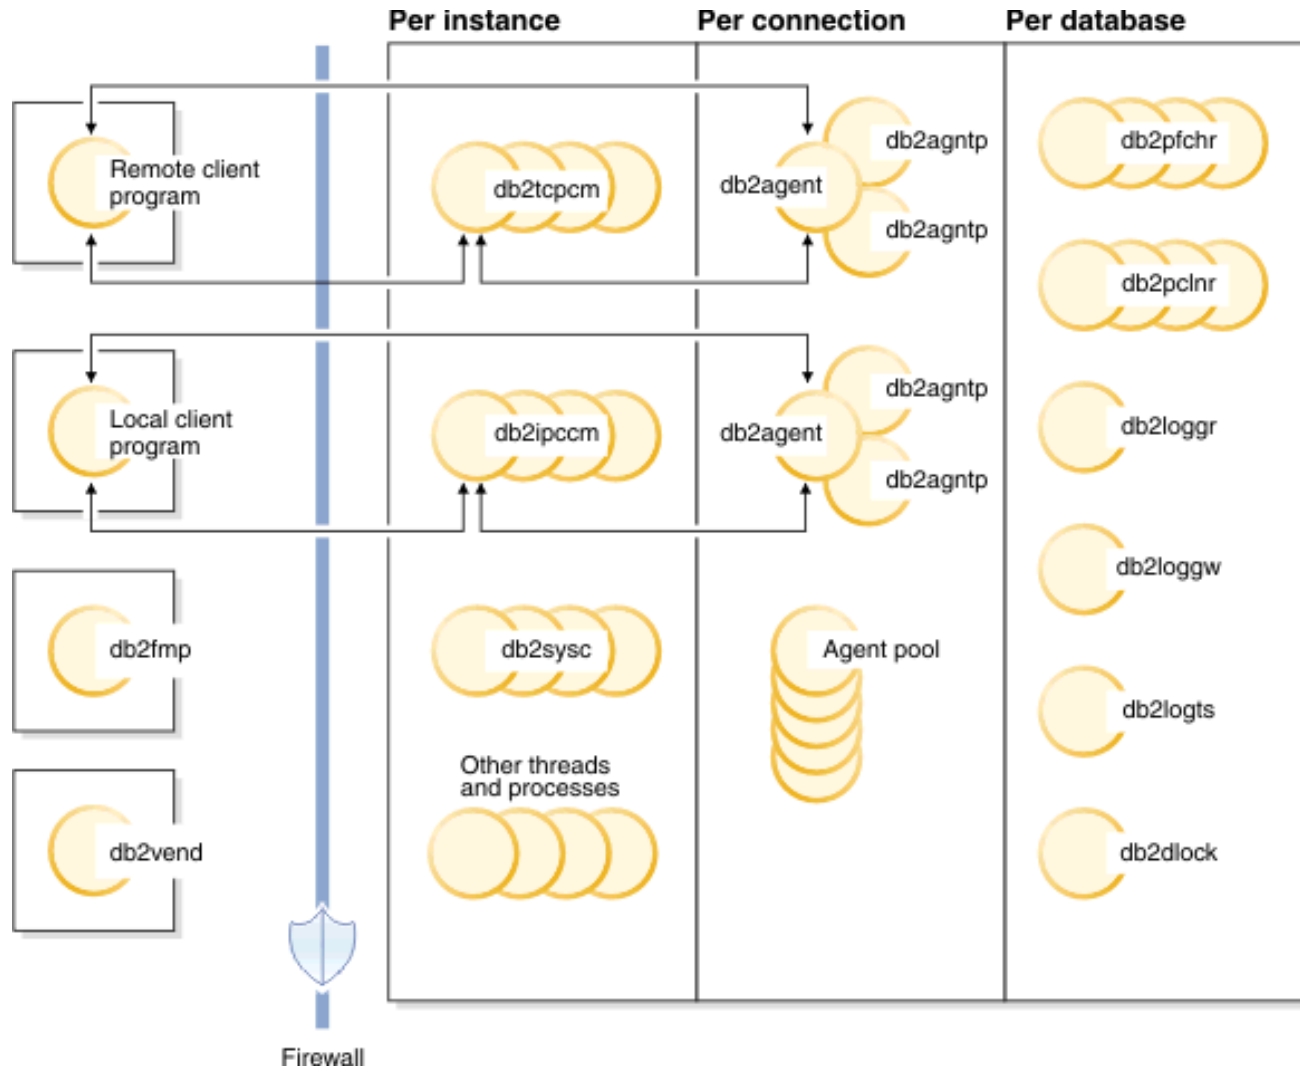 Per instance
Per connection
Per database
Remote client
program
db2tcpcm
db2agent
db2agntp
db2agntp
db2pfchr
db2pclnr
Local client
program
db2ipccm
db2agent
db2agntp
db2agntp
db2loggr
db2loggw
db2fmp
db2sysc
Agent pool
db2logts
Other threads
and processes
db2vend
db2dlock
Firewall